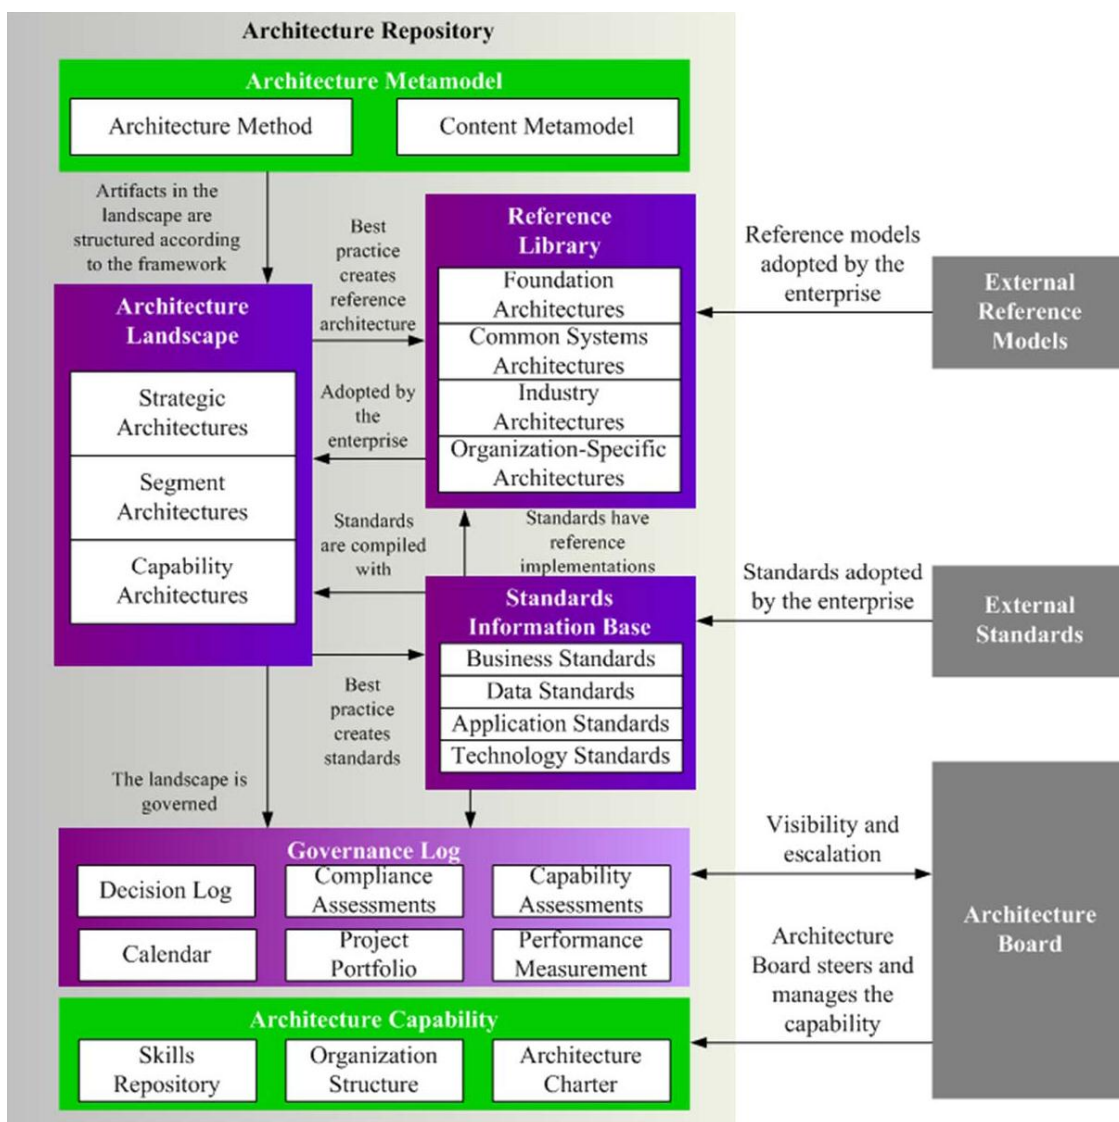 Architecture Repository
Architecture Metamodel
Architecture Method
Content Metamodel
Artifacts in the
landscape are
structured according
to the framework
Best
practice
creates
reference
architecture
Reference
Library
Foundation
Architectures
Common Systems
Architectures
Industry
Architectures
Organization-Specific
Architectures
Reference models
adopted by the
enterprise
External
Reference
Models
Architecture
Landscape
Strategic
Architectures
Segment
Architectures
Capability
Architectures
Adopted by
the
enterprise
Standards
are compiled
with
Standards have
reference
implementations
Standards
Information Base
Business Standards
Data Standards
Application Standards
Technology Standards
Standards adopted
by the enterprise
External
Standards
Best
practice
creates
standards
The landscape is
governed
Governance Log
Decision Log
Compliance
Assessments
Capability
Assessments
Calendar
Project
Portfolio
Performance
Measurement
Visibility and
escalation
Architecture
Board
Architecture
Board steers and
manages the
capability
Architecture Capability
Skills
Repository
Organization
Structure
Architecture
Charter